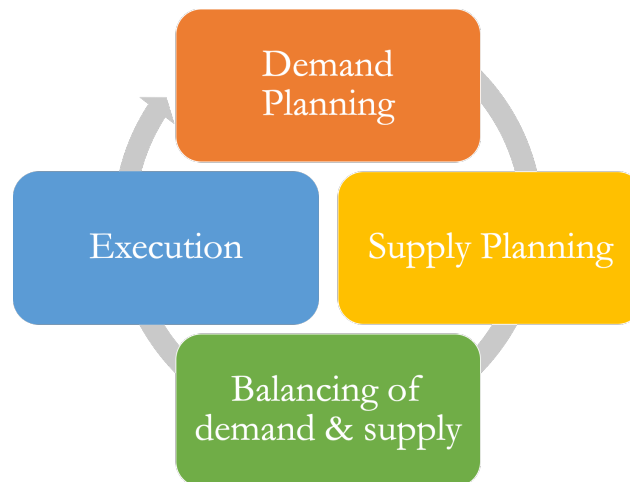 Demand
Planning
Execution
Supply Planning
Balancing of
demand & supply